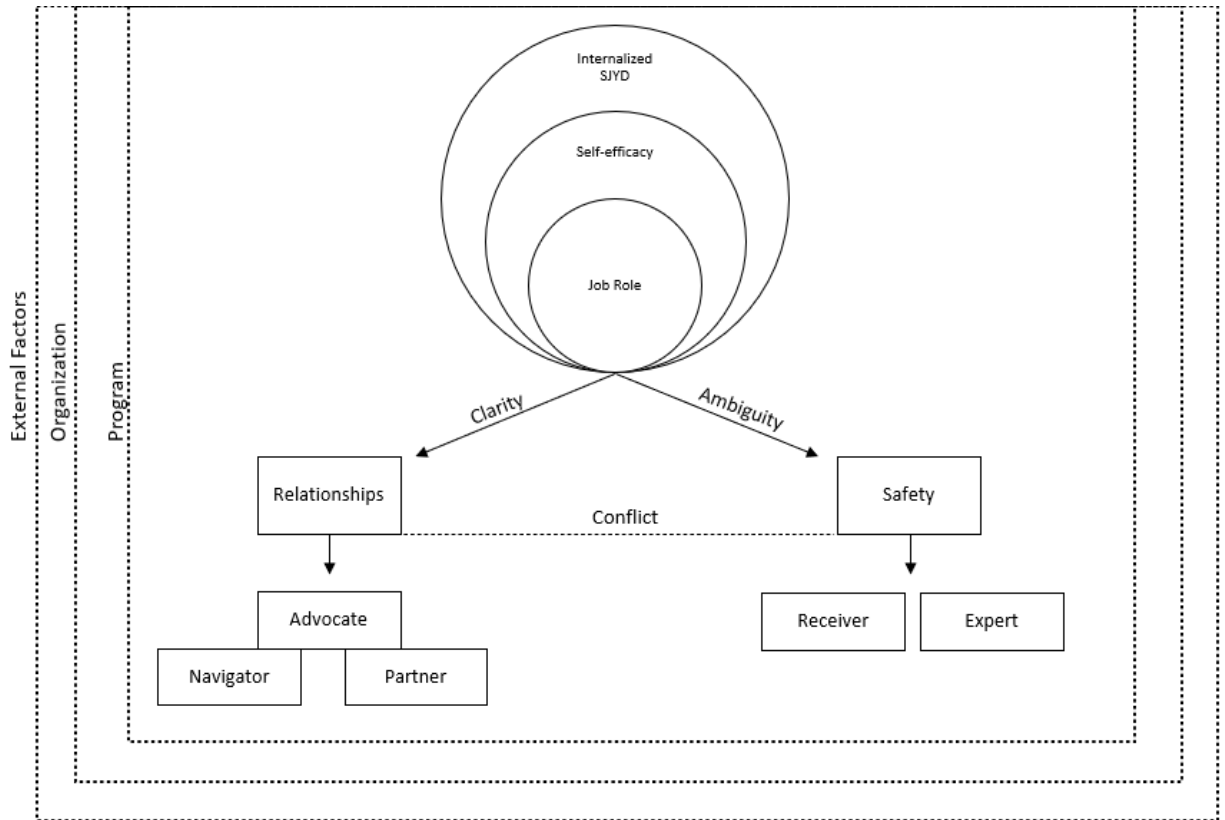 Internalized
SJYD
Self-efficacy
Job Role
External Factors
Organization
Program
Clarity
Ambiguity
Relationships
Conflict
Safety
Advocate
Navigator
Partner
Receiver
Expert